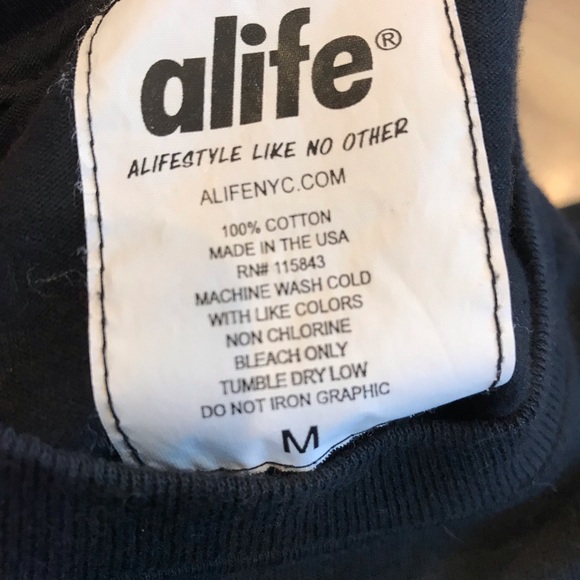 alife®
ALIFESTYLE LIKE NO OTHER
ALIFENYC.COM
100% COTTON
MADE IN THE USA
RN# 115843
MACHINE WASH COLD
WITH LIKE COLORS
NON CHLORINE
BLEACH ONLY
TUMBLE DRY LOW
DO NOT IRON GRAPHIC
M